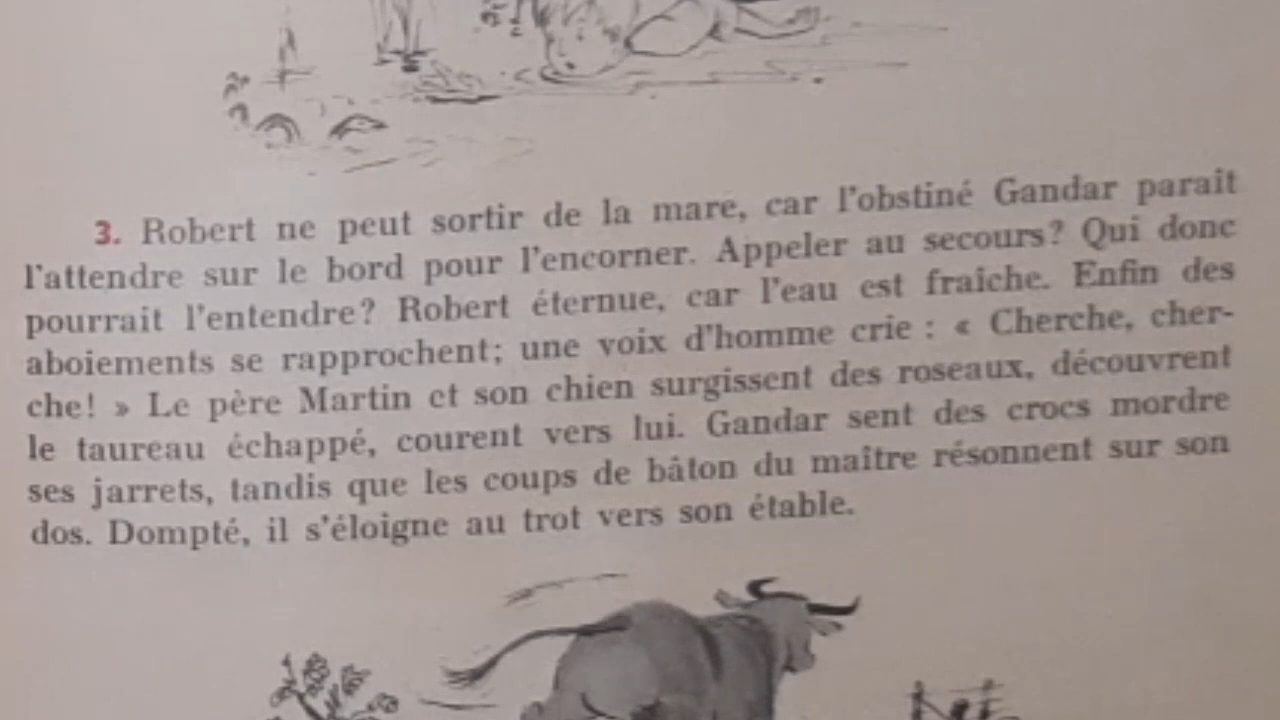 3. Robert ne peut sortir de la mare, car l'obstiné Gandar paraît
l'attendre sur le bord pour l'encorner. Appeler au secours? Qui donc
pourrait l'entendre? Robert éternue, car l'eau est fraîche. Enfin des
aboiements se rapprochent; une voix d'homme crie : « Cherche, cher-
che! » Le père Martin et son chien surgissent des roseaux, découvrent
le taureau échappé, courent vers lui. Gandar sent des crocs mordre
ses jarrets, tandis que les coups de bâton du maître résonnent sur son
dos. Dompté, il s'éloigne au trot vers son étable.